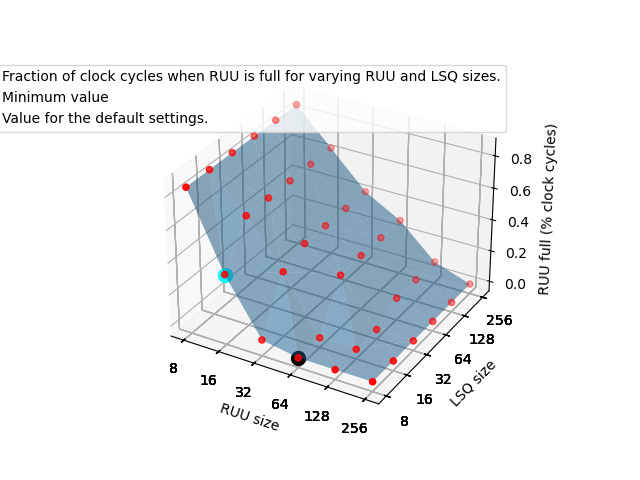 Fraction of clock cycles when RUU is full for varying RUU and LSQ sizes.
Minimum value
Value for the default settings.
RUU full (% clock cycles)
0.8
0.6
0.4
0.2
0.0
8
16
32
64
128
256
RUU size
8
16
32
64
128
256
LSQ size